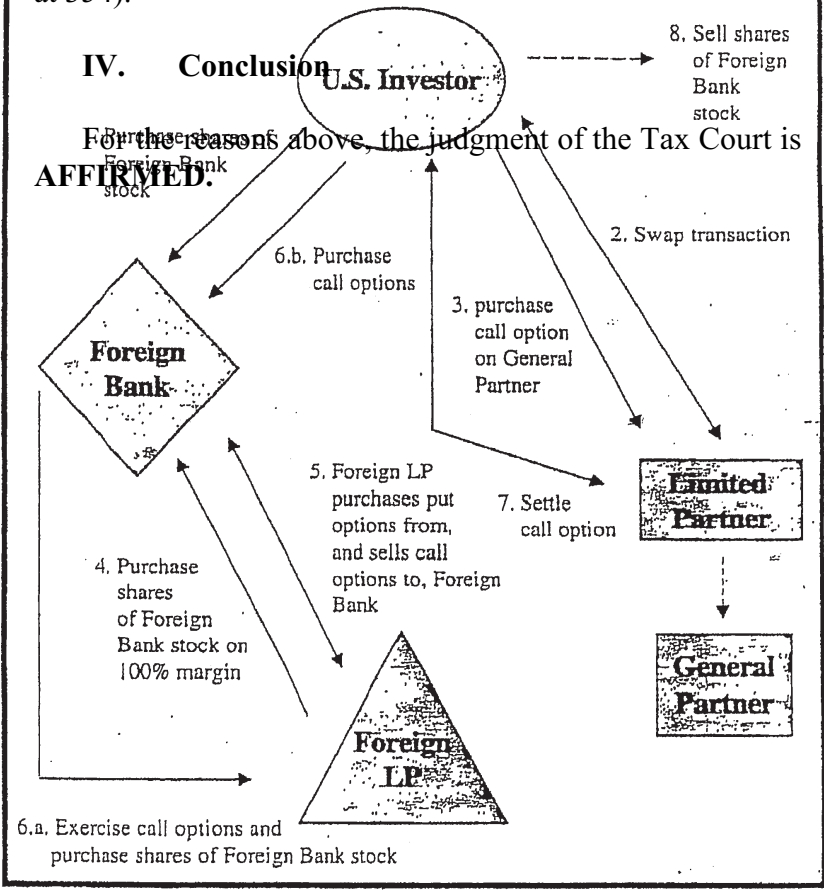 at 554).
8. Sell shares
of Foreign
Bank
stock
IV. Conclusion
U.S. Investor
For the reasons above, the judgment of the Tax Court is
AFFIRMED.
Purchase shares of
Foreign Bank
stock
2. Swap transaction
6.b. Purchase
call options
3. purchase
call option
on General
Partner
Foreign
Bank
5. Foreign LP
purchases put
options from,
and sells call
options to, Foreign
Bank
7. Settle
call option
Limited
Partner
4. Purchase
shares
of Foreign
Bank stock on
100% margin
General
Partner
Foreign
LP
6.a. Exercise call options and
purchase shares of Foreign Bank stock